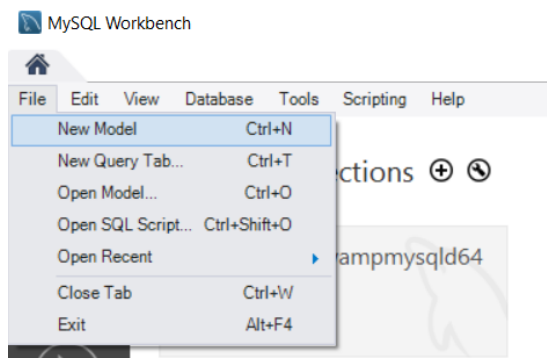 MySQL Workbench
File Edit View Database Tools Scripting Help
New Model Ctrl+N
New Query Tab... Ctrl+T
Open Model... Ctrl+O
Open SQL Script... Ctrl+Shift+O
Open Recent
Close Tab Ctrl+W
Exit Alt+F4
ctions
ampmysqld64